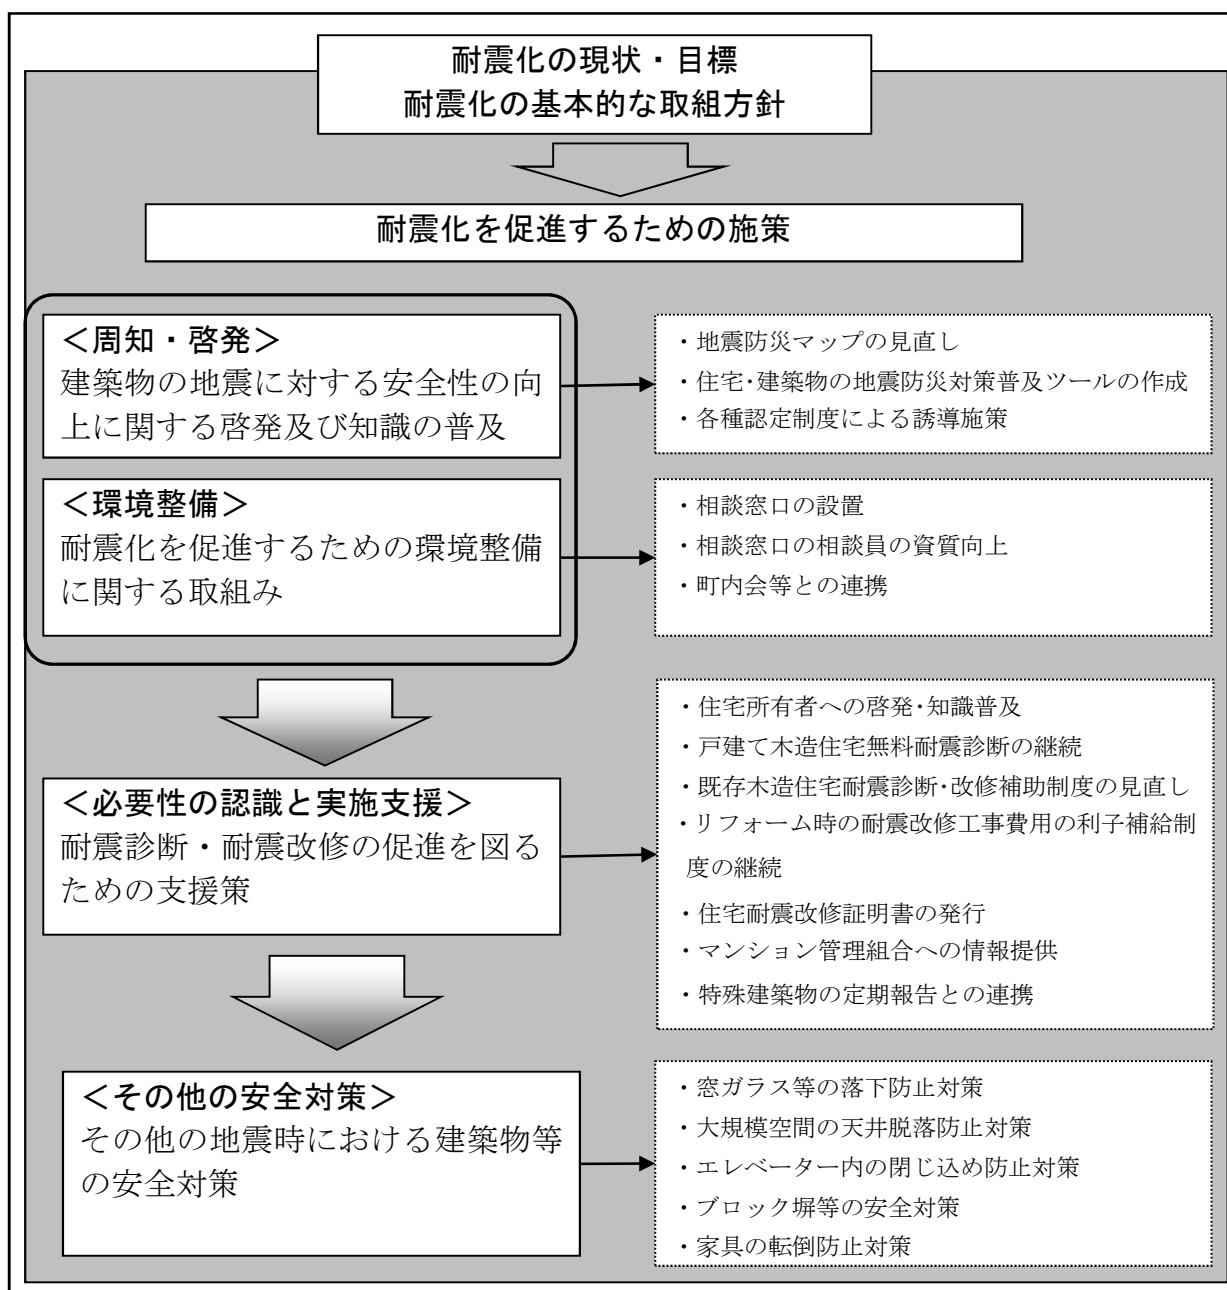 耐震化の現状・目標
耐震化の基本的な取組方針
耐震化を促進するための施策
＜周知・啓発＞
建築物の地震に対する安全性の向
上に関する啓発及び知識の普及
・地震防災マップの見直し
・住宅･建築物の地震防災対策普及ツールの作成
・各種認定制度による誘導施策
＜環境整備＞
耐震化を促進するための環境整備
に関する取組み
・相談窓口の設置
・相談窓口の相談員の資質向上
・町内会等との連携
＜必要性の認識と実施支援＞
耐震診断・耐震改修の促進を図る
ための支援策
・住宅所有者への啓発･知識普及
・戸建て木造住宅無料耐震診断の継続
・既存木造住宅耐震診断･改修補助制度の見直し
・リフォーム時の耐震改修工事費用の利子補給制
度の継続
・住宅耐震改修証明書の発行
・マンション管理組合への情報提供
・特殊建築物の定期報告との連携
＜その他の安全対策＞
その他の地震時における建築物等
の安全対策
・窓ガラス等の落下防止対策
・大規模空間の天井脱落防止対策
・エレベーター内の閉じ込め防止対策
・ブロック塀等の安全対策
・家具の転倒防止対策